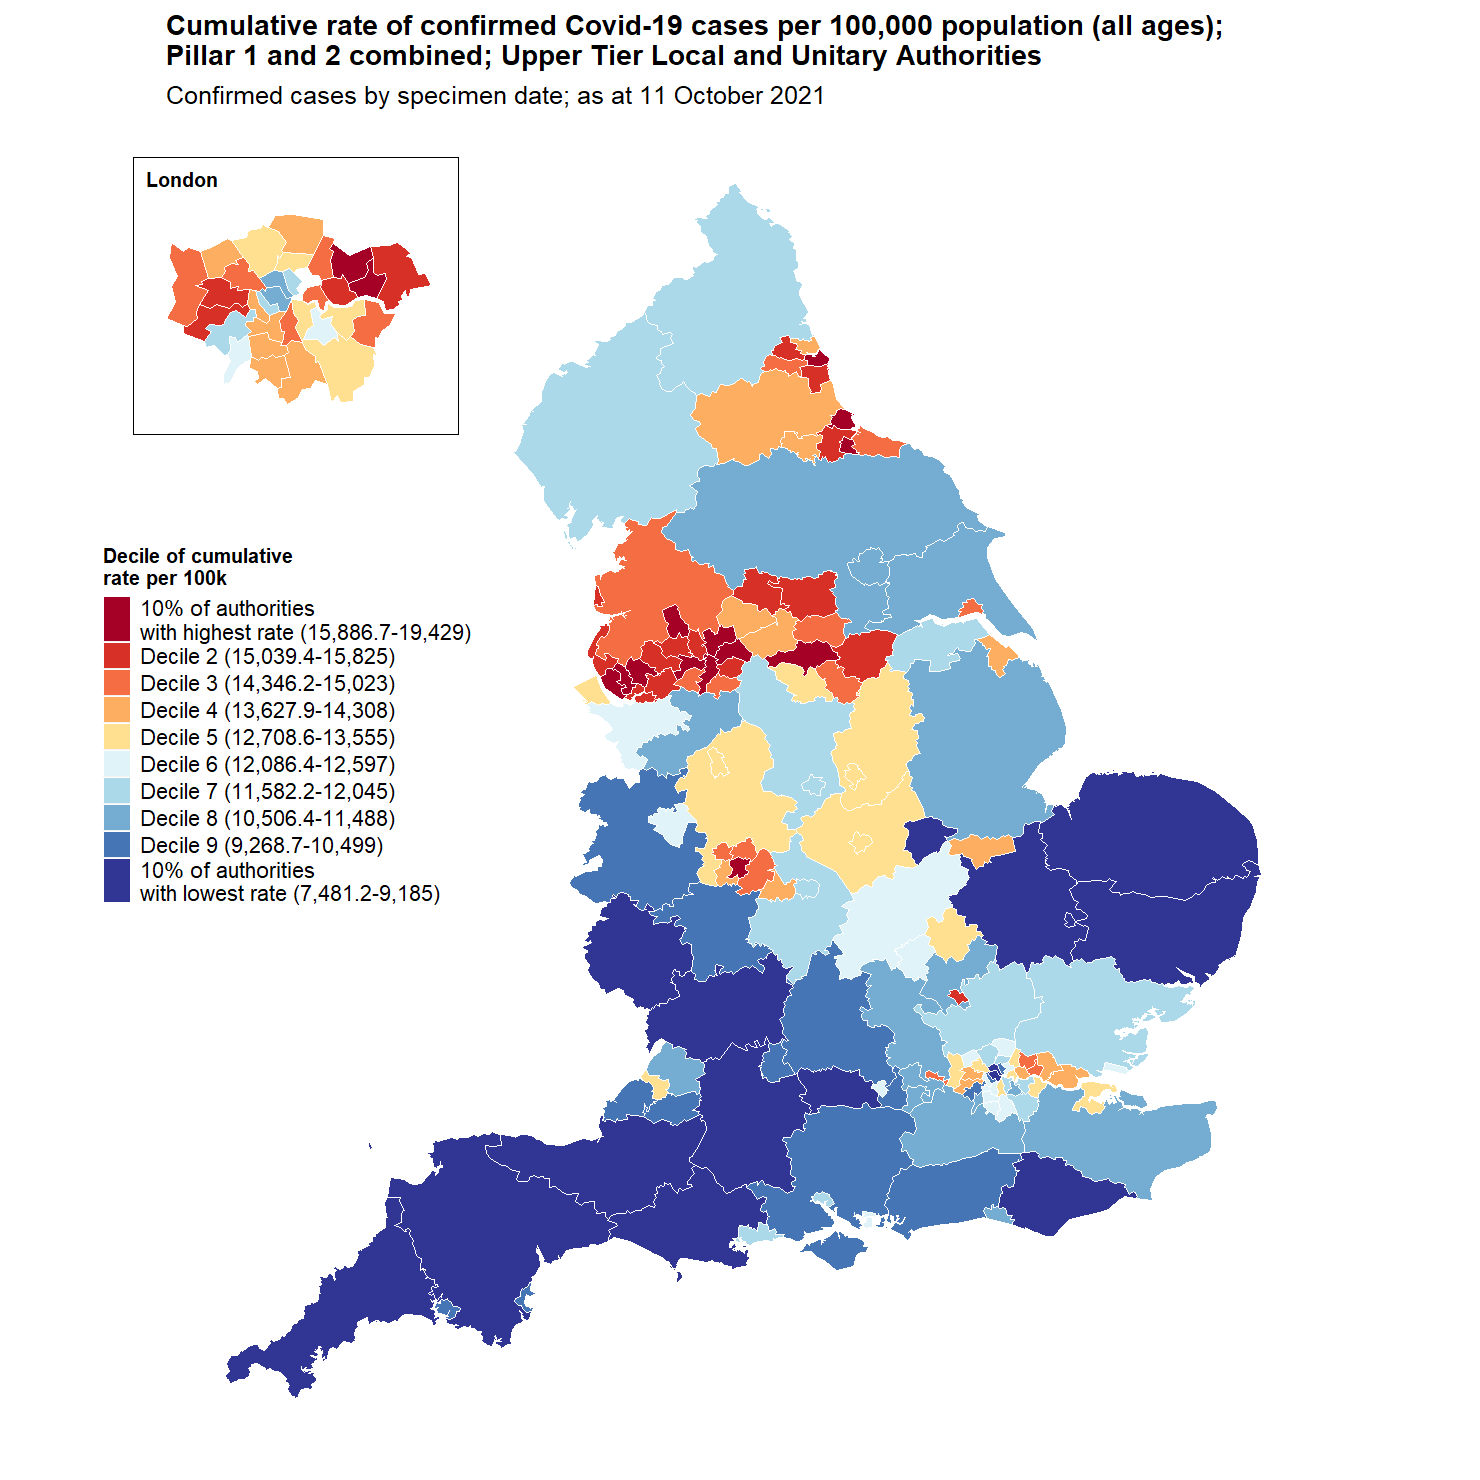 Cumulative rate of confirmed Covid-19 cases per 100,000 population (all ages);
Pillar 1 and 2 combined; Upper Tier Local and Unitary Authorities
Confirmed cases by specimen date; as at 11 October 2021
London
Decile of cumulative
rate per 100k
10% of authorities
with highest rate (15,886.7-19,429)
Decile 2 (15,039.4-15,825)
Decile 3 (14,346.2-15,023)
Decile 4 (13,627.9-14,308)
Decile 5 (12,708.6-13,555)
Decile 6 (12,086.4-12,597)
Decile 7 (11,582.2-12,045)
Decile 8 (10,506.4-11,488)
Decile 9 (9,268.7-10,499)
10% of authorities
with lowest rate (7,481.2-9,185)